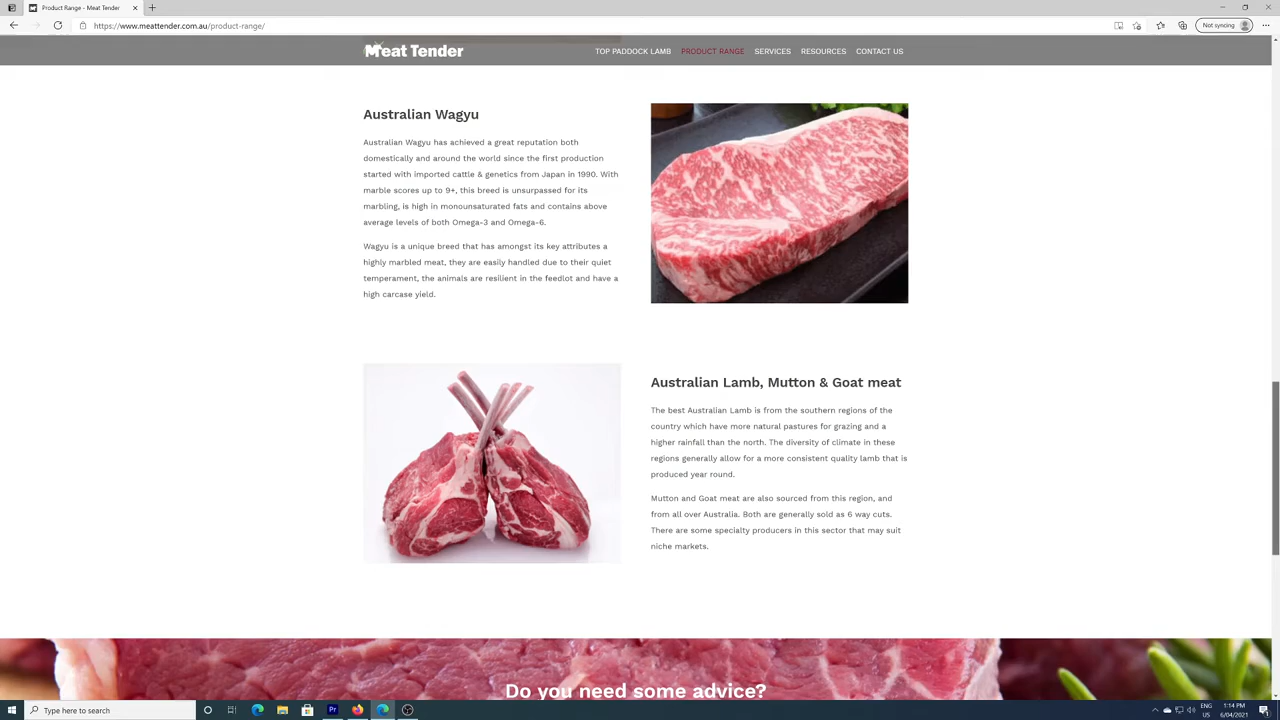 Product Range - Meat Tender
https://www.meattender.com.au/product-range/
Not syncing
Meat Tender
TOP PADDOCK LAMB PRODUCT RANGE SERVICES RESOURCES CONTACT US
Australian Wagyu
Australian Wagyu has achieved a great reputation both
domestically and around the world since the first production
started with imported cattle & genetics from Japan in 1990. With
marble scores up to 9+, this breed is unsurpassed for its
marbling, is high in monounsaturated fats and contains above
average levels of both Omega-3 and Omega-6.
Wagyu is a unique breed that has amongst its key attributes a
highly marbled meat, they are easily handled due to their quiet
temperament, the animals are resilient in the feedlot and have a
high carcase yield.
Australian Lamb, Mutton & Goat meat
The best Australian Lamb is from the southern regions of the
country which have more natural pastures for grazing and a
higher rainfall than the north. The diversity of climate in these
regions generally allow for a more consistent quality lamb that is
produced year round.
Mutton and Goat meat are also sourced from this region, and
from all over Australia. Both are generally sold as 6 way cuts.
There are some specialty producers in this sector that may suit
niche markets.
Do you need some advice?
Type here to search
Pr
ENG
US
1:14 PM
6/04/2021